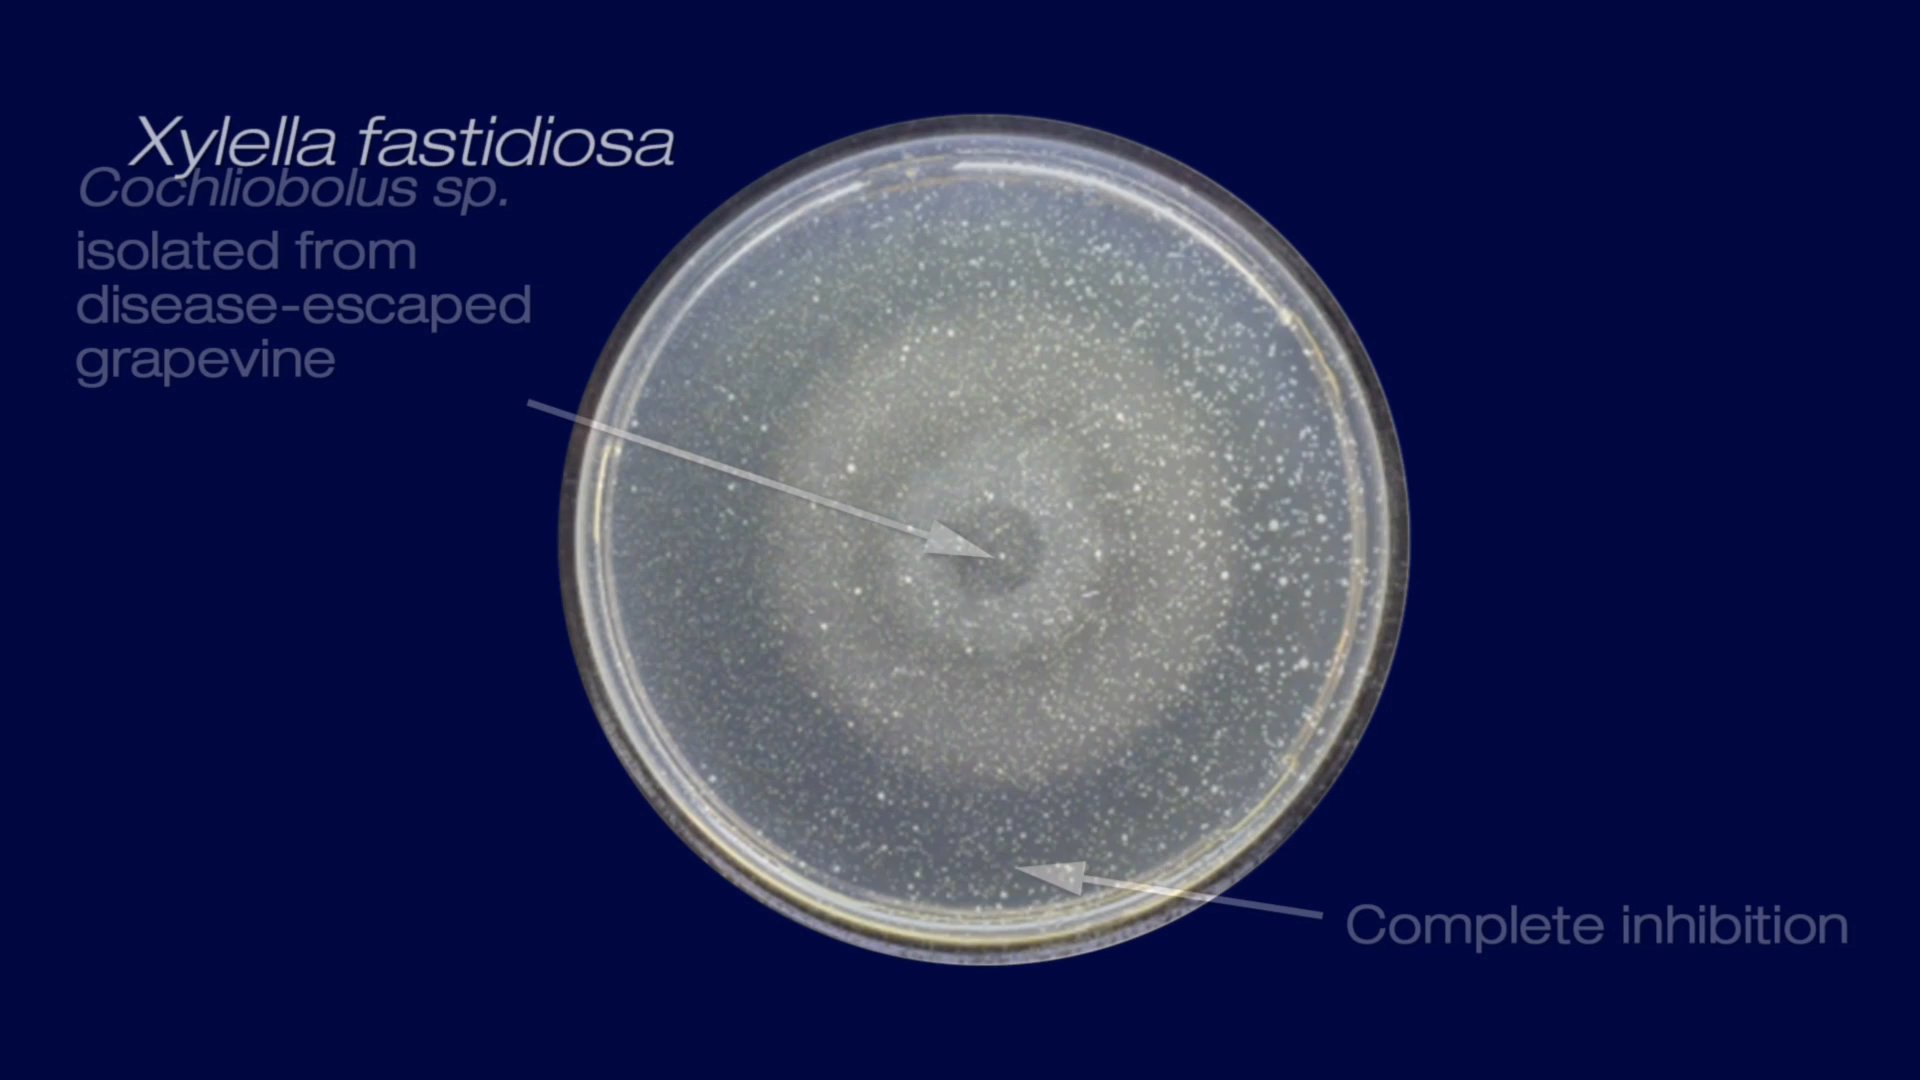 Xylella fastidiosa
Cochliobolus sp.
isolated from
disease-escaped
grapevine
Complete inhibition